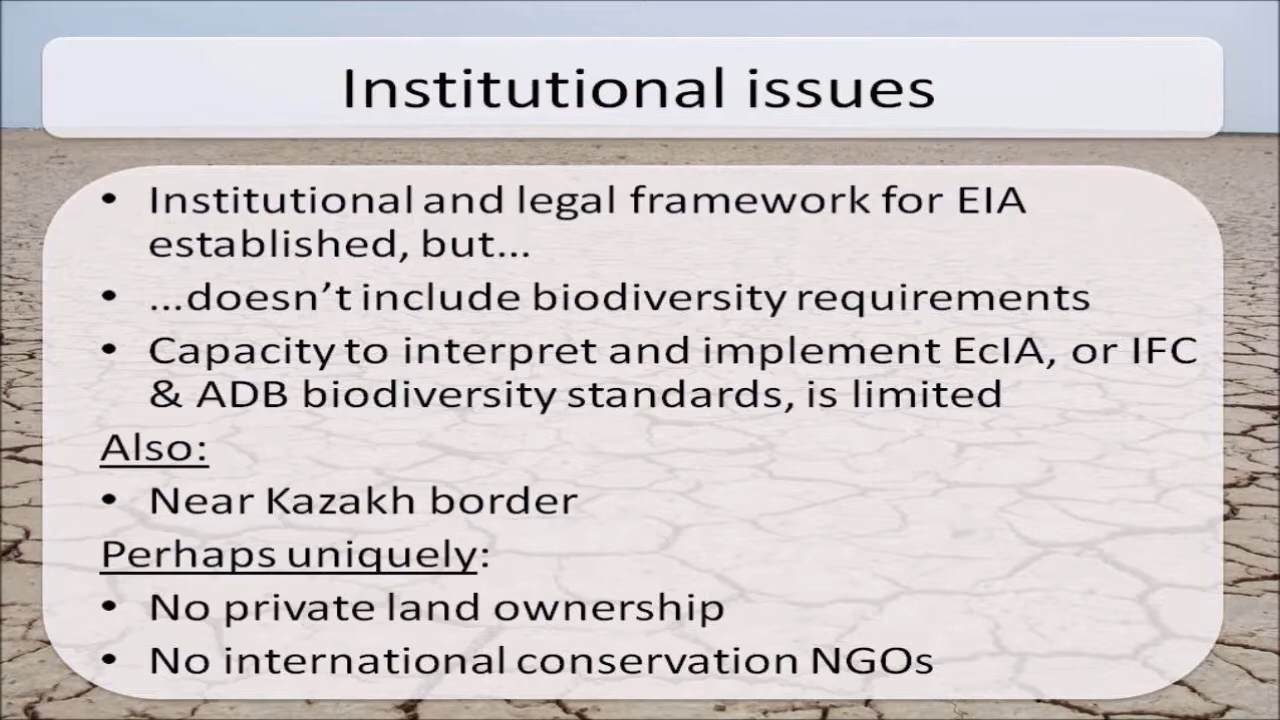 Institutional issues
• Institutional and legal framework for EIA
established, but...
• ...doesn’t include biodiversity requirements
• Capacity to interpret and implement EcIA, or IFC
& ADB biodiversity standards, is limited
Also:
• Near Kazakh border
Perhaps uniquely:
• No private land ownership
• No international conservation NGOs